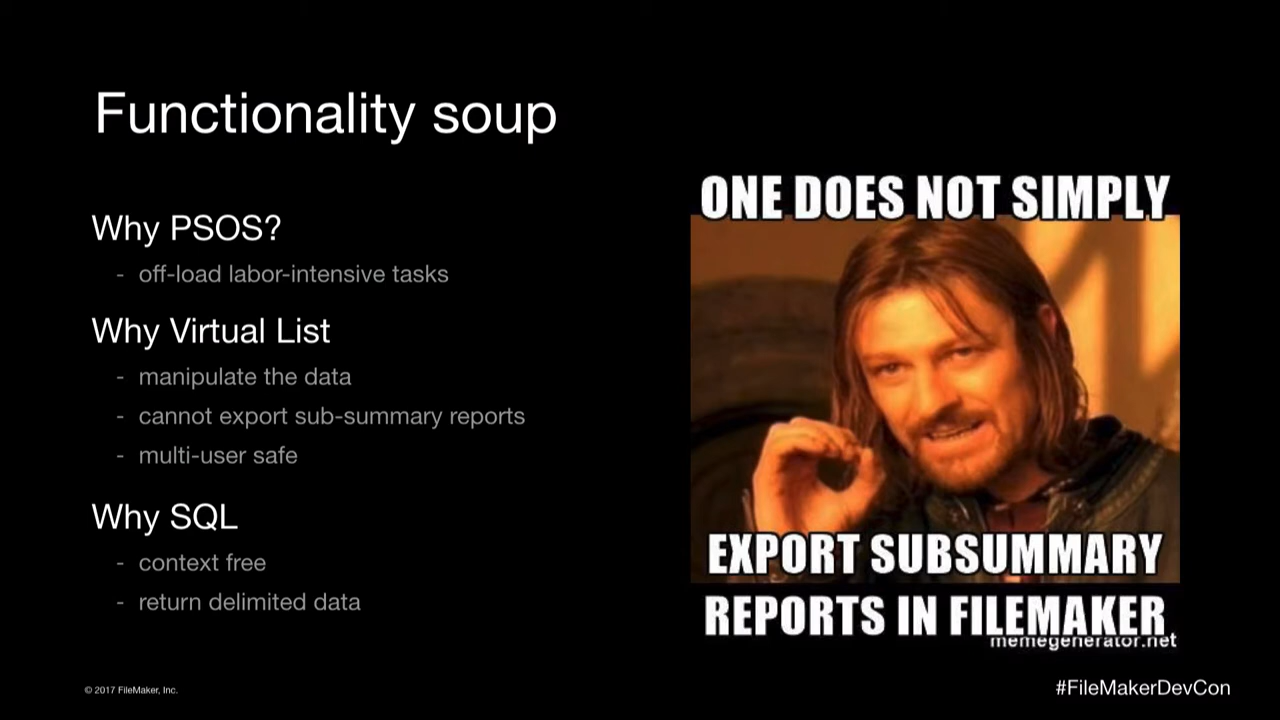 Functionality soup
Why PSOS?
- off-load labor-intensive tasks
Why Virtual List
- manipulate the data
- cannot export sub-summary reports
- multi-user safe
Why SQL
- context free
- return delimited data
ONE DOES NOT SIMPLY
EXPORT SUBSUMMARY
REPORTS IN FILEMAKER
memegenerator.net
© 2017 FileMaker, Inc.
#FileMakerDevCon